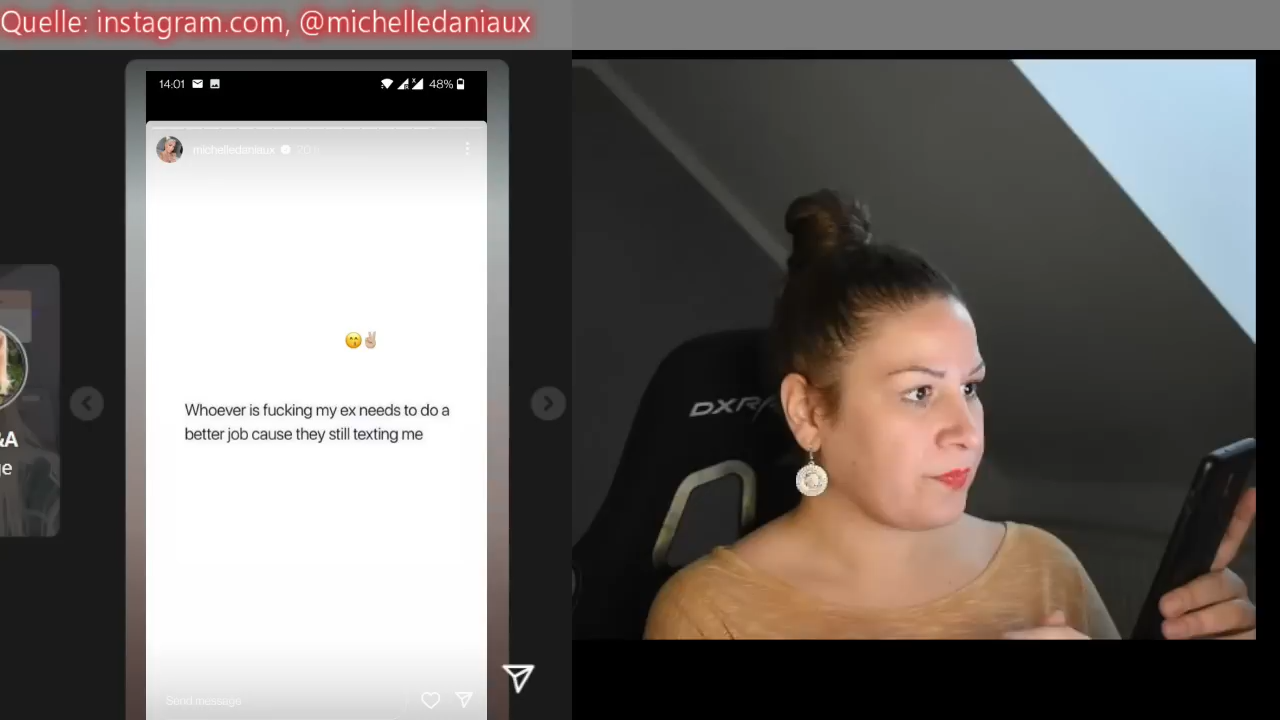 Quelle: instagram.com, @michelledaniaux
14:01 48%
michelledaniaux
Whoever is fucking my ex needs to do a
better job cause they still texting me
Send message